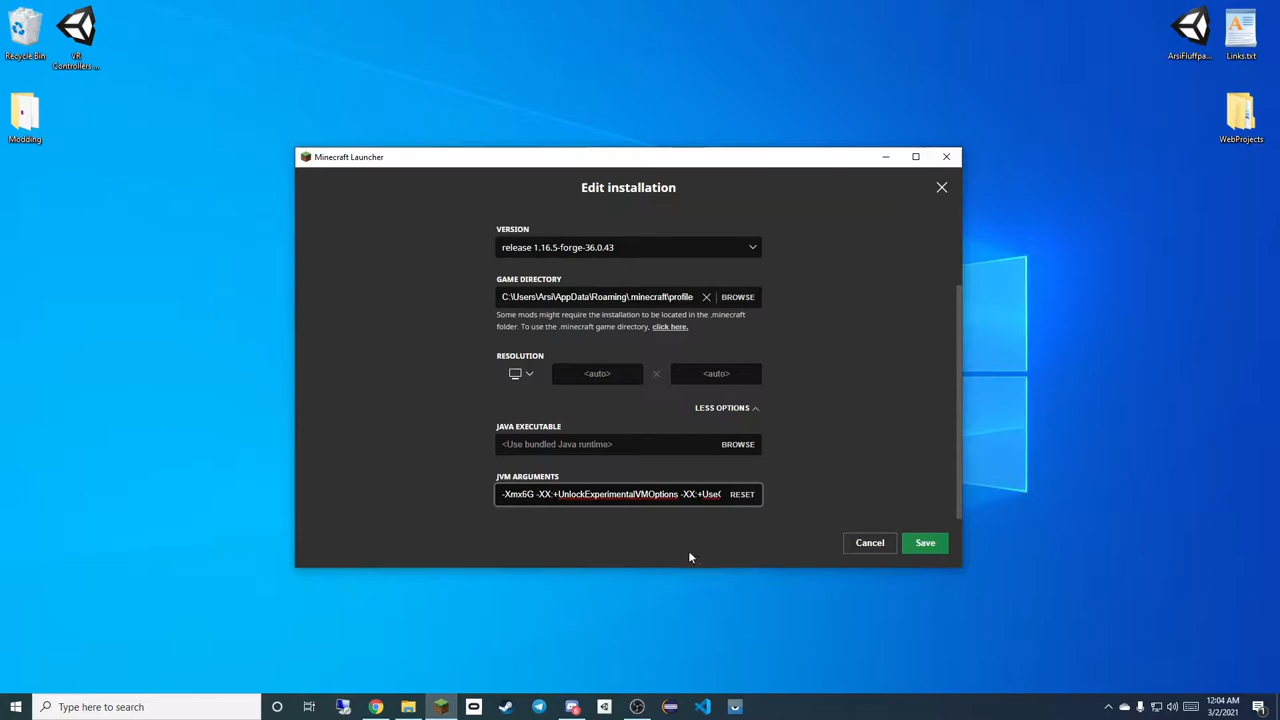 Recycle Bin
VR
Controllers ...
Modding
ArsiFluffpa...
Links.txt
WebProjects
Minecraft Launcher
Edit installation
VERSION
release 1.16.5-forge-36.0.43
GAME DIRECTORY
C:\Users\Arsi\AppData\Roaming\.minecraft\profile
BROWSE
Some mods might require the installation to be located in the .minecraft
folder. To use the .minecraft game directory, click here.
RESOLUTION
<auto>
<auto>
LESS OPTIONS
JAVA EXECUTABLE
<Use bundled Java runtime>
BROWSE
JVM ARGUMENTS
-Xmx6G -XX:+UnlockExperimentalVMOptions -XX:+Use
RESET
Cancel
Save
Type here to search
12:04 AM
3/2/2021